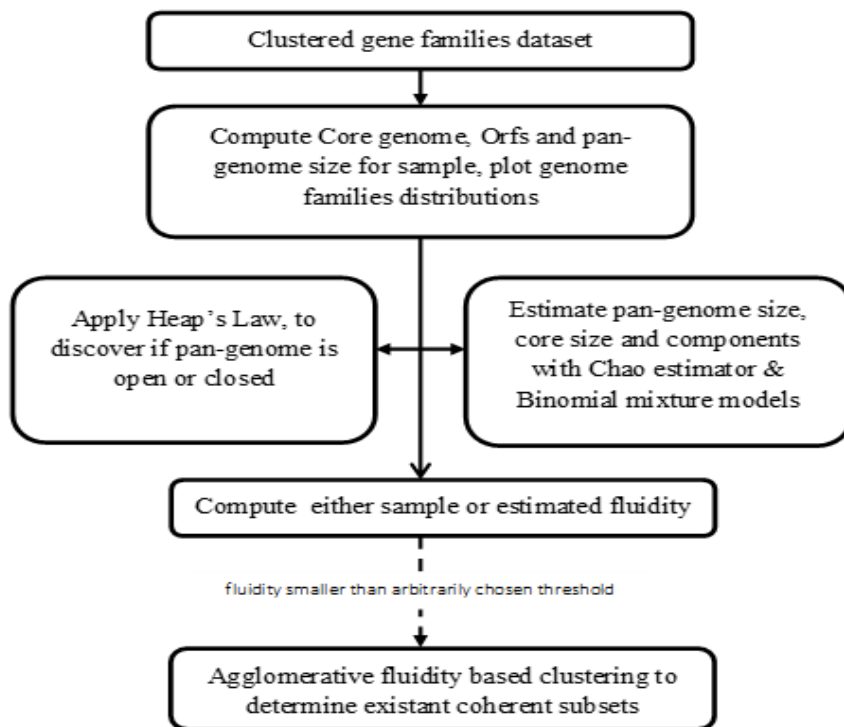 Clustered gene families dataset
Compute Core genome, Orfs and pan-
genome size for sample, plot genome
families distributions
Apply Heap's Law, to
discover if pan-genome is
open or closed
Estimate pan-genome size,
core size and components
with Chao estimator &
Binomial mixture models
Compute either sample or estimated fluidity
fluidity smaller than arbitrarily chosen threshold
Agglomerative fluidity based clustering to
determine existant coherent subsets